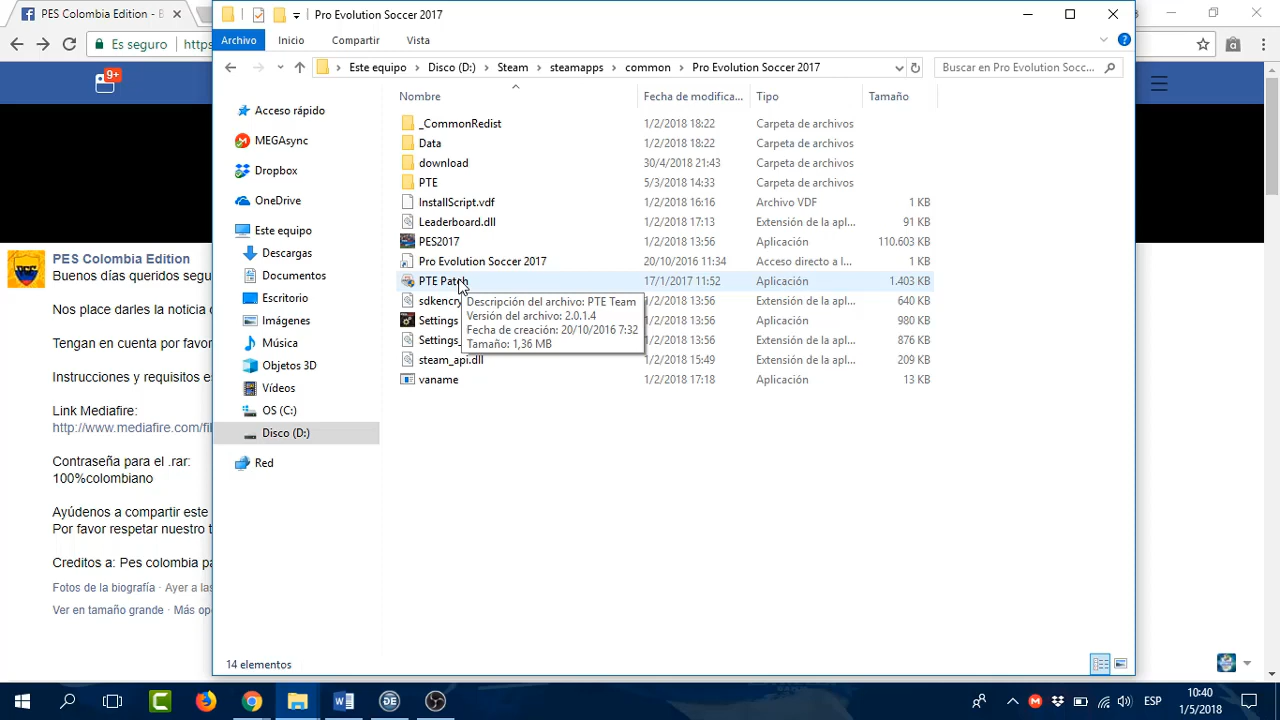 PES Colombia Edition - B
Es seguro
https
9+
PES Colombia Edition
Buenos días queridos segu
Nos place darles la noticia d
Tengan en cuenta por favor
Instrucciones y requisitos e
Link Mediafire:
http://www.mediafire.com/fil
Contraseña para el .rar:
100%colombiano
Ayúdenos a compartir este
Por favor respetar nuestro t
Creditos a: Pes colombia pa
Fotos de la biografía · Ayer a las
Ver en tamaño grande · Más op
Pro Evolution Soccer 2017
Archivo Inicio Compartir Vista
Este equipo > Disco (D:) > Steam > steamapps > common > Pro Evolution Soccer 2017
Buscar en Pro Evolution Socc...
Acceso rápido
MEGAsync
Dropbox
OneDrive
Este equipo
Descargas
Documentos
Escritorio
Imágenes
Música
Objetos 3D
Vídeos
OS (C:)
Disco (D:)
Red
Nombre Fecha de modifica... Tipo Tamaño
_CommonRedist 1/2/2018 18:22 Carpeta de archivos
Data 1/2/2018 18:22 Carpeta de archivos
download 30/4/2018 21:43 Carpeta de archivos
PTE 5/3/2018 14:33 Carpeta de archivos
InstallScript.vdf 1/2/2018 16:16 Archivo VDF 1 KB
Leaderboard.dll 1/2/2018 17:13 Extensión de la apl... 91 KB
PES2017 1/2/2018 13:56 Aplicación 110.603 KB
Pro Evolution Soccer 2017 20/10/2016 11:34 Acceso directo a l... 1 KB
PTE Patch 17/1/2017 11:52 Aplicación 1.403 KB
sdkencry 1/2/2018 13:56 Extensión de la apl... 640 KB
Settings 1/2/2018 13:56 Aplicación 980 KB
Settings_ 1/2/2018 13:56 Extensión de la apl... 876 KB
steam_api.dll 1/2/2018 15:49 Extensión de la apl... 209 KB
vaname 1/2/2018 17:18 Aplicación 13 KB
Descripción del archivo: PTE Team
Versión del archivo: 2.0.1.4
Fecha de creación: 20/10/2016 7:32
Tamaño: 1,36 MB
14 elementos
ESP
10:40
1/5/2018